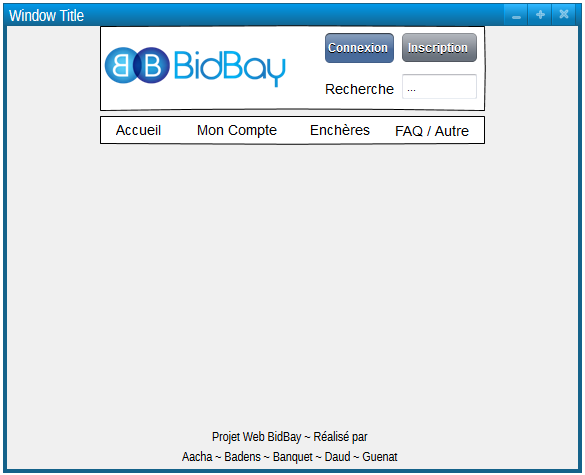 Window Title
BB BidBay
Connexion
Inscription
Recherche
...
Accueil
Mon Compte
Enchères
FAQ / Autre
Projet Web BidBay ~ Réalisé par
Aacha ~ Badens ~ Banquet ~ Daud ~ Guenat